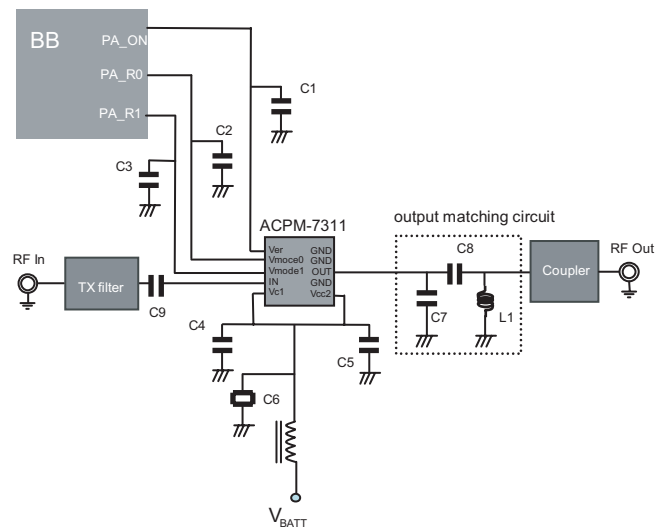 BB
PA_ON
PA_R0
PA_R1
C1
C2
C3
ACPM-7311
Ver
Vmoce0
Vmode1
IN
Vc1
GND
GND
OUT
GND
Vcc2
output matching circuit
C8
C7
L1
RF In
TX filter
C9
Coupler
RF Out
C4
C5
C6
VBATT